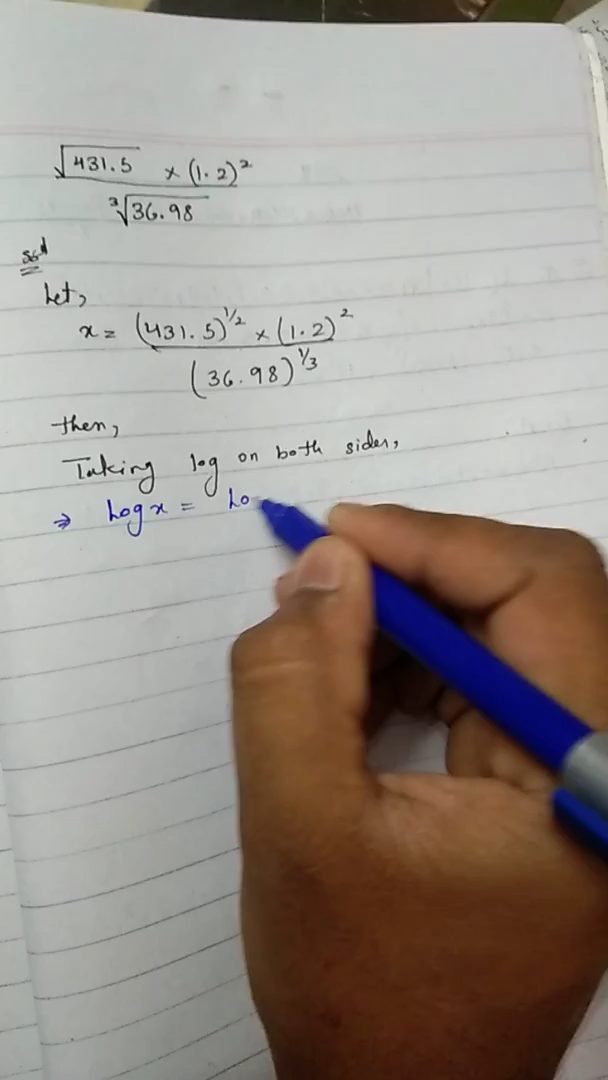 √431.5 × (1.2)²
³√36.98
Solⁿ
Let,
x = (431.5)^1/2 × (1.2)²
(36.98)^1/3
then,
Taking log on both sides,
⇒ Log x = Lo